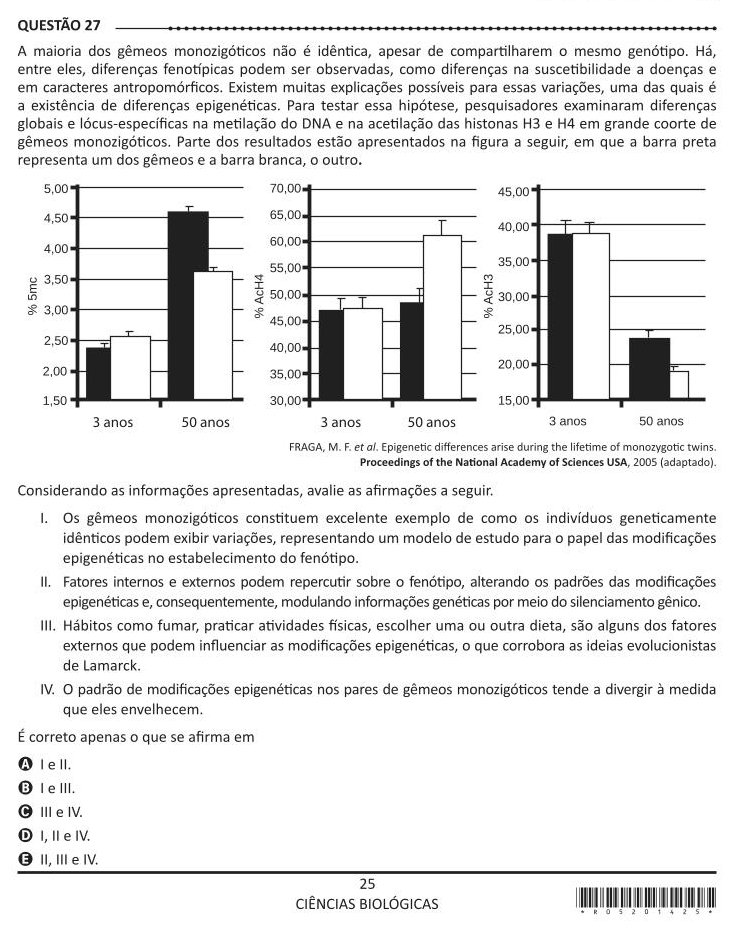 QUESTÃO 27
A maioria dos gêmeos monozigóticos não é idêntica, apesar de compartilharem o mesmo genótipo. Há,
entre eles, diferenças fenotípicas podem ser observadas, como diferenças na suscetibilidade a doenças e
em caracteres antropomórficos. Existem muitas explicações possíveis para essas variações, uma das quais é
a existência de diferenças epigenéticas. Para testar essa hipótese, pesquisadores examinaram diferenças
globais e lócus-específicas na metilação do DNA e na acetilação das histonas H3 e H4 em grande coorte de
gêmeos monozigóticos. Parte dos resultados estão apresentados na figura a seguir, em que a barra preta
representa um dos gêmeos e a barra branca, o outro.
% 5mc
5,00
4,50
4,00
3,50
3,00
2,50
2,00
1,50
3 anos 50 anos
% AcH4
70,00
65,00
60,00
55,00
50,00
45,00
40,00
35,00
30,00
3 anos 50 anos
% AcH3
45,00
40,00
35,00
30,00
25,00
20,00
15,00
3 anos 50 anos
FRAGA, M. F. et al. Epigenetic differences arise during the lifetime of monozygotic twins.
Proceedings of the National Academy of Sciences USA, 2005 (adaptado).
Considerando as informações apresentadas, avalie as afirmações a seguir.
I. Os gêmeos monozigóticos constituem excelente exemplo de como os indivíduos geneticamente
idênticos podem exibir variações, representando um modelo de estudo para o papel das modificações
epigenéticas no estabelecimento do fenótipo.
II. Fatores internos e externos podem repercutir sobre o fenótipo, alterando os padrões das modificações
epigenéticas e, consequentemente, modulando informações genéticas por meio do silenciamento gênico.
III. Hábitos como fumar, praticar atividades físicas, escolher uma ou outra dieta, são alguns dos fatores
externos que podem influenciar as modificações epigenéticas, o que corrobora as ideias evolucionistas
de Lamarck.
IV. O padrão de modificações epigenéticas nos pares de gêmeos monozigóticos tende a divergir à medida
que eles envelhecem.
É correto apenas o que se afirma em
A I e II.
B I e III.
C III e IV.
D I, II e IV.
E II, III e IV.
25
CIÊNCIAS BIOLÓGICAS
* R 0 5 2 0 1 4 2 5 *